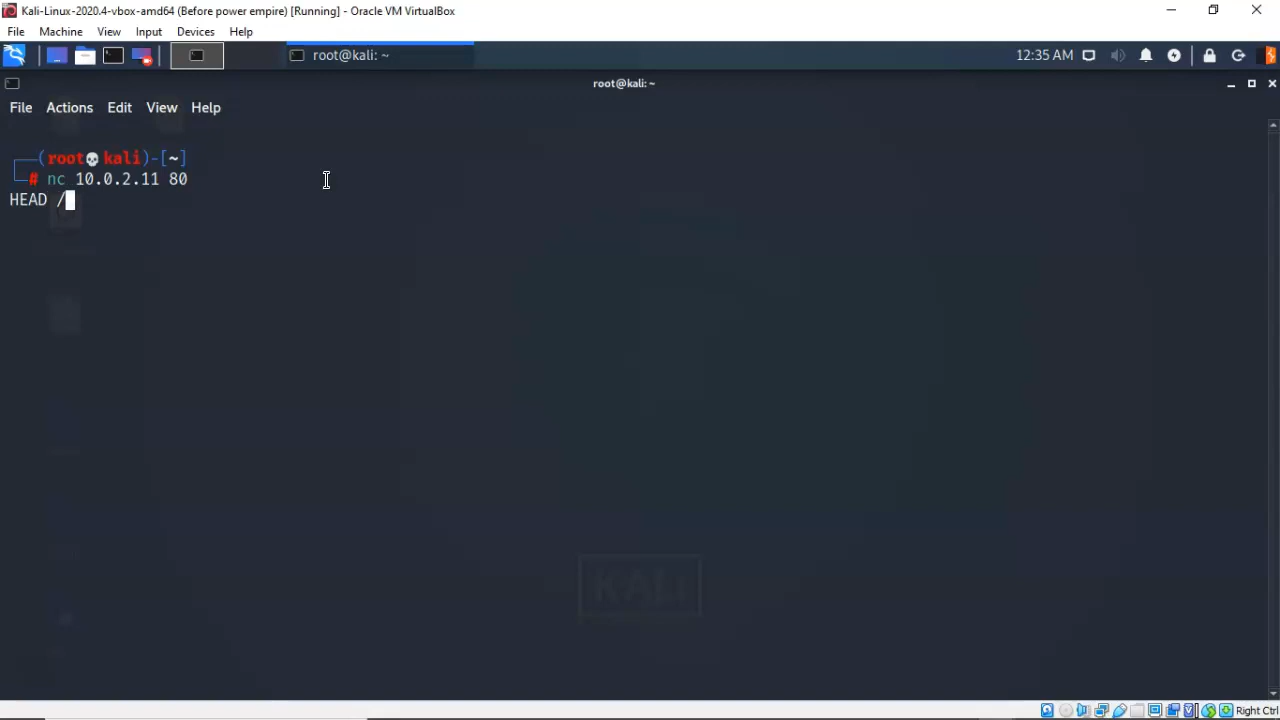 Kali-Linux-2020.4-vbox-amd64 (Before power empire) [Running] - Oracle VM VirtualBox
File Machine View Input Devices Help
root@kali: ~ 12:35 AM
root@kali:~
File Actions Edit View Help
(root💀kali)-[~]
# nc 10.0.2.11 80
HEAD /
KALI
Right Ctrl